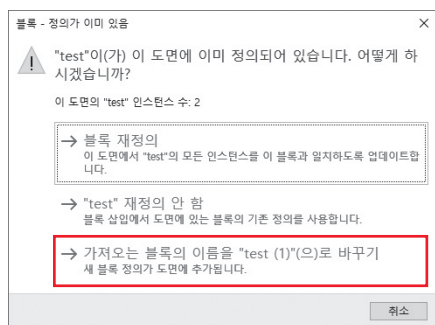 블록 - 정의가 이미 있음
"test"이(가) 이 도면에 이미 정의되어 있습니다. 어떻게 하
시겠습니까?
이 도면의 "test" 인스턴스 수: 2
→ 블록 재정의
이 도면에서 "test"의 모든 인스턴스를 이 블록과 일치하도록 업데이트합
니다.
→ "test" 재정의 안 함
블록 삽입에서 도면에 있는 블록의 기존 정의를 사용합니다.
→ 가져오는 블록의 이름을 "test (1)"(으)로 바꾸기
새 블록 정의가 도면에 추가됩니다.
취소